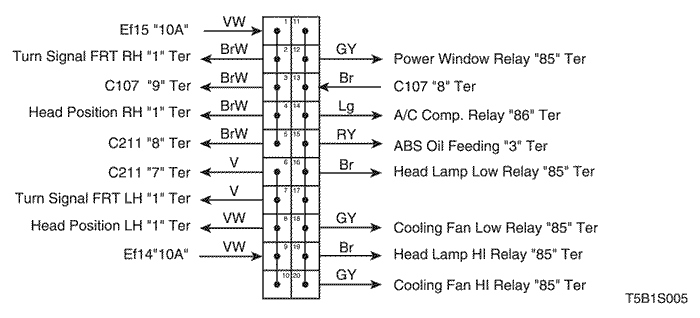 Ef15 "10A" VW 1 11
Turn Signal FRT RH "1" Ter BrW 2 12 GY Power Window Relay "85" Ter
C107 "9" Ter BrW 3 13 Br C107 "8" Ter
Head Position RH "1" Ter BrW 4 14 Lg A/C Comp. Relay "86" Ter
C211 "8" Ter BrW 5 15 RY ABS Oil Feeding "3" Ter
C211 "7" Ter V 6 16 Br Head Lamp Low Relay "85" Ter
Turn Signal FRT LH "1" Ter V 7 17
Head Position LH "1" Ter VW 8 18 GY Cooling Fan Low Relay "85" Ter
Ef14"10A" VW 9 19 Br Head Lamp HI Relay "85" Ter
10 20 GY Cooling Fan HI Relay "85" Ter
T5B1S005